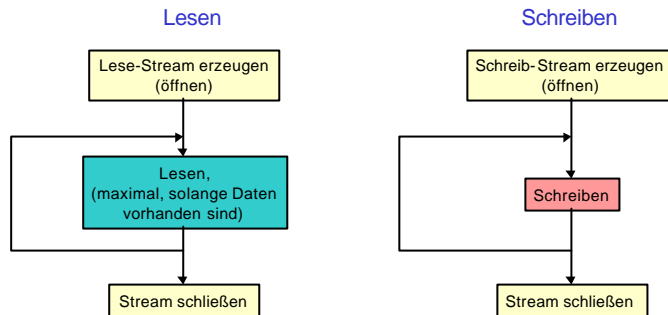 Lesen
Lese-Stream erzeugen
(öffnen)
Lesen,
(maximal, solange Daten
vorhanden sind)
Stream schließen
Schreiben
Schreib-Stream erzeugen
(öffnen)
Schreiben
Stream schließen